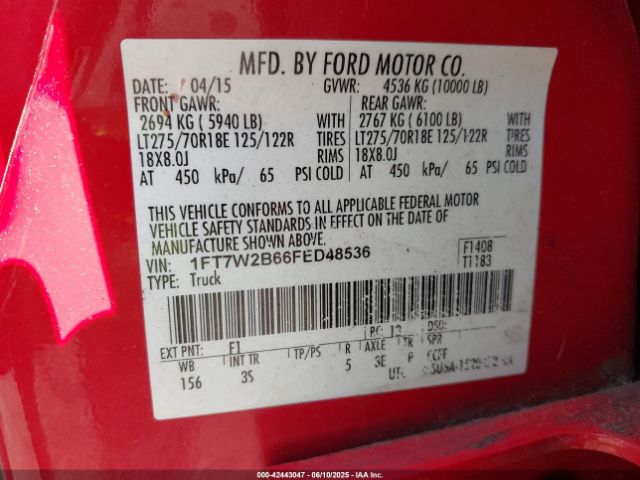 MFD. BY FORD MOTOR CO.
DATE: 04/15 GVWR: 4536 KG (10000 LB)
FRONT GAWR: REAR GAWR:
2694 KG ( 5940 LB) WITH 2767 KG ( 6100 LB) WITH
LT275/70R18E 125/122R TIRES LT275/70R18E 125/122R TIRES
18X8.0J RIMS 18X8.0J RIMS
AT 450 kPa/ 65 PSI COLD AT 450 kPa/ 65 PSI COLD
THIS VEHICLE CONFORMS TO ALL APPLICABLE FEDERAL MOTOR
VEHICLE SAFETY STANDARDS IN EFFECT ON THE DATE OF
MANUFACTURE SHOWN ABOVE.
VIN: 1FT7W2B66FED48536 F1408
TYPE: Truck T1183
EXT PNT: F1 RC: 12 DSO:
WB INT TR TP/PS R AXLE TR SPR
156 3S 5 3E
000-42443047 06/10/2025 IAA Inc.